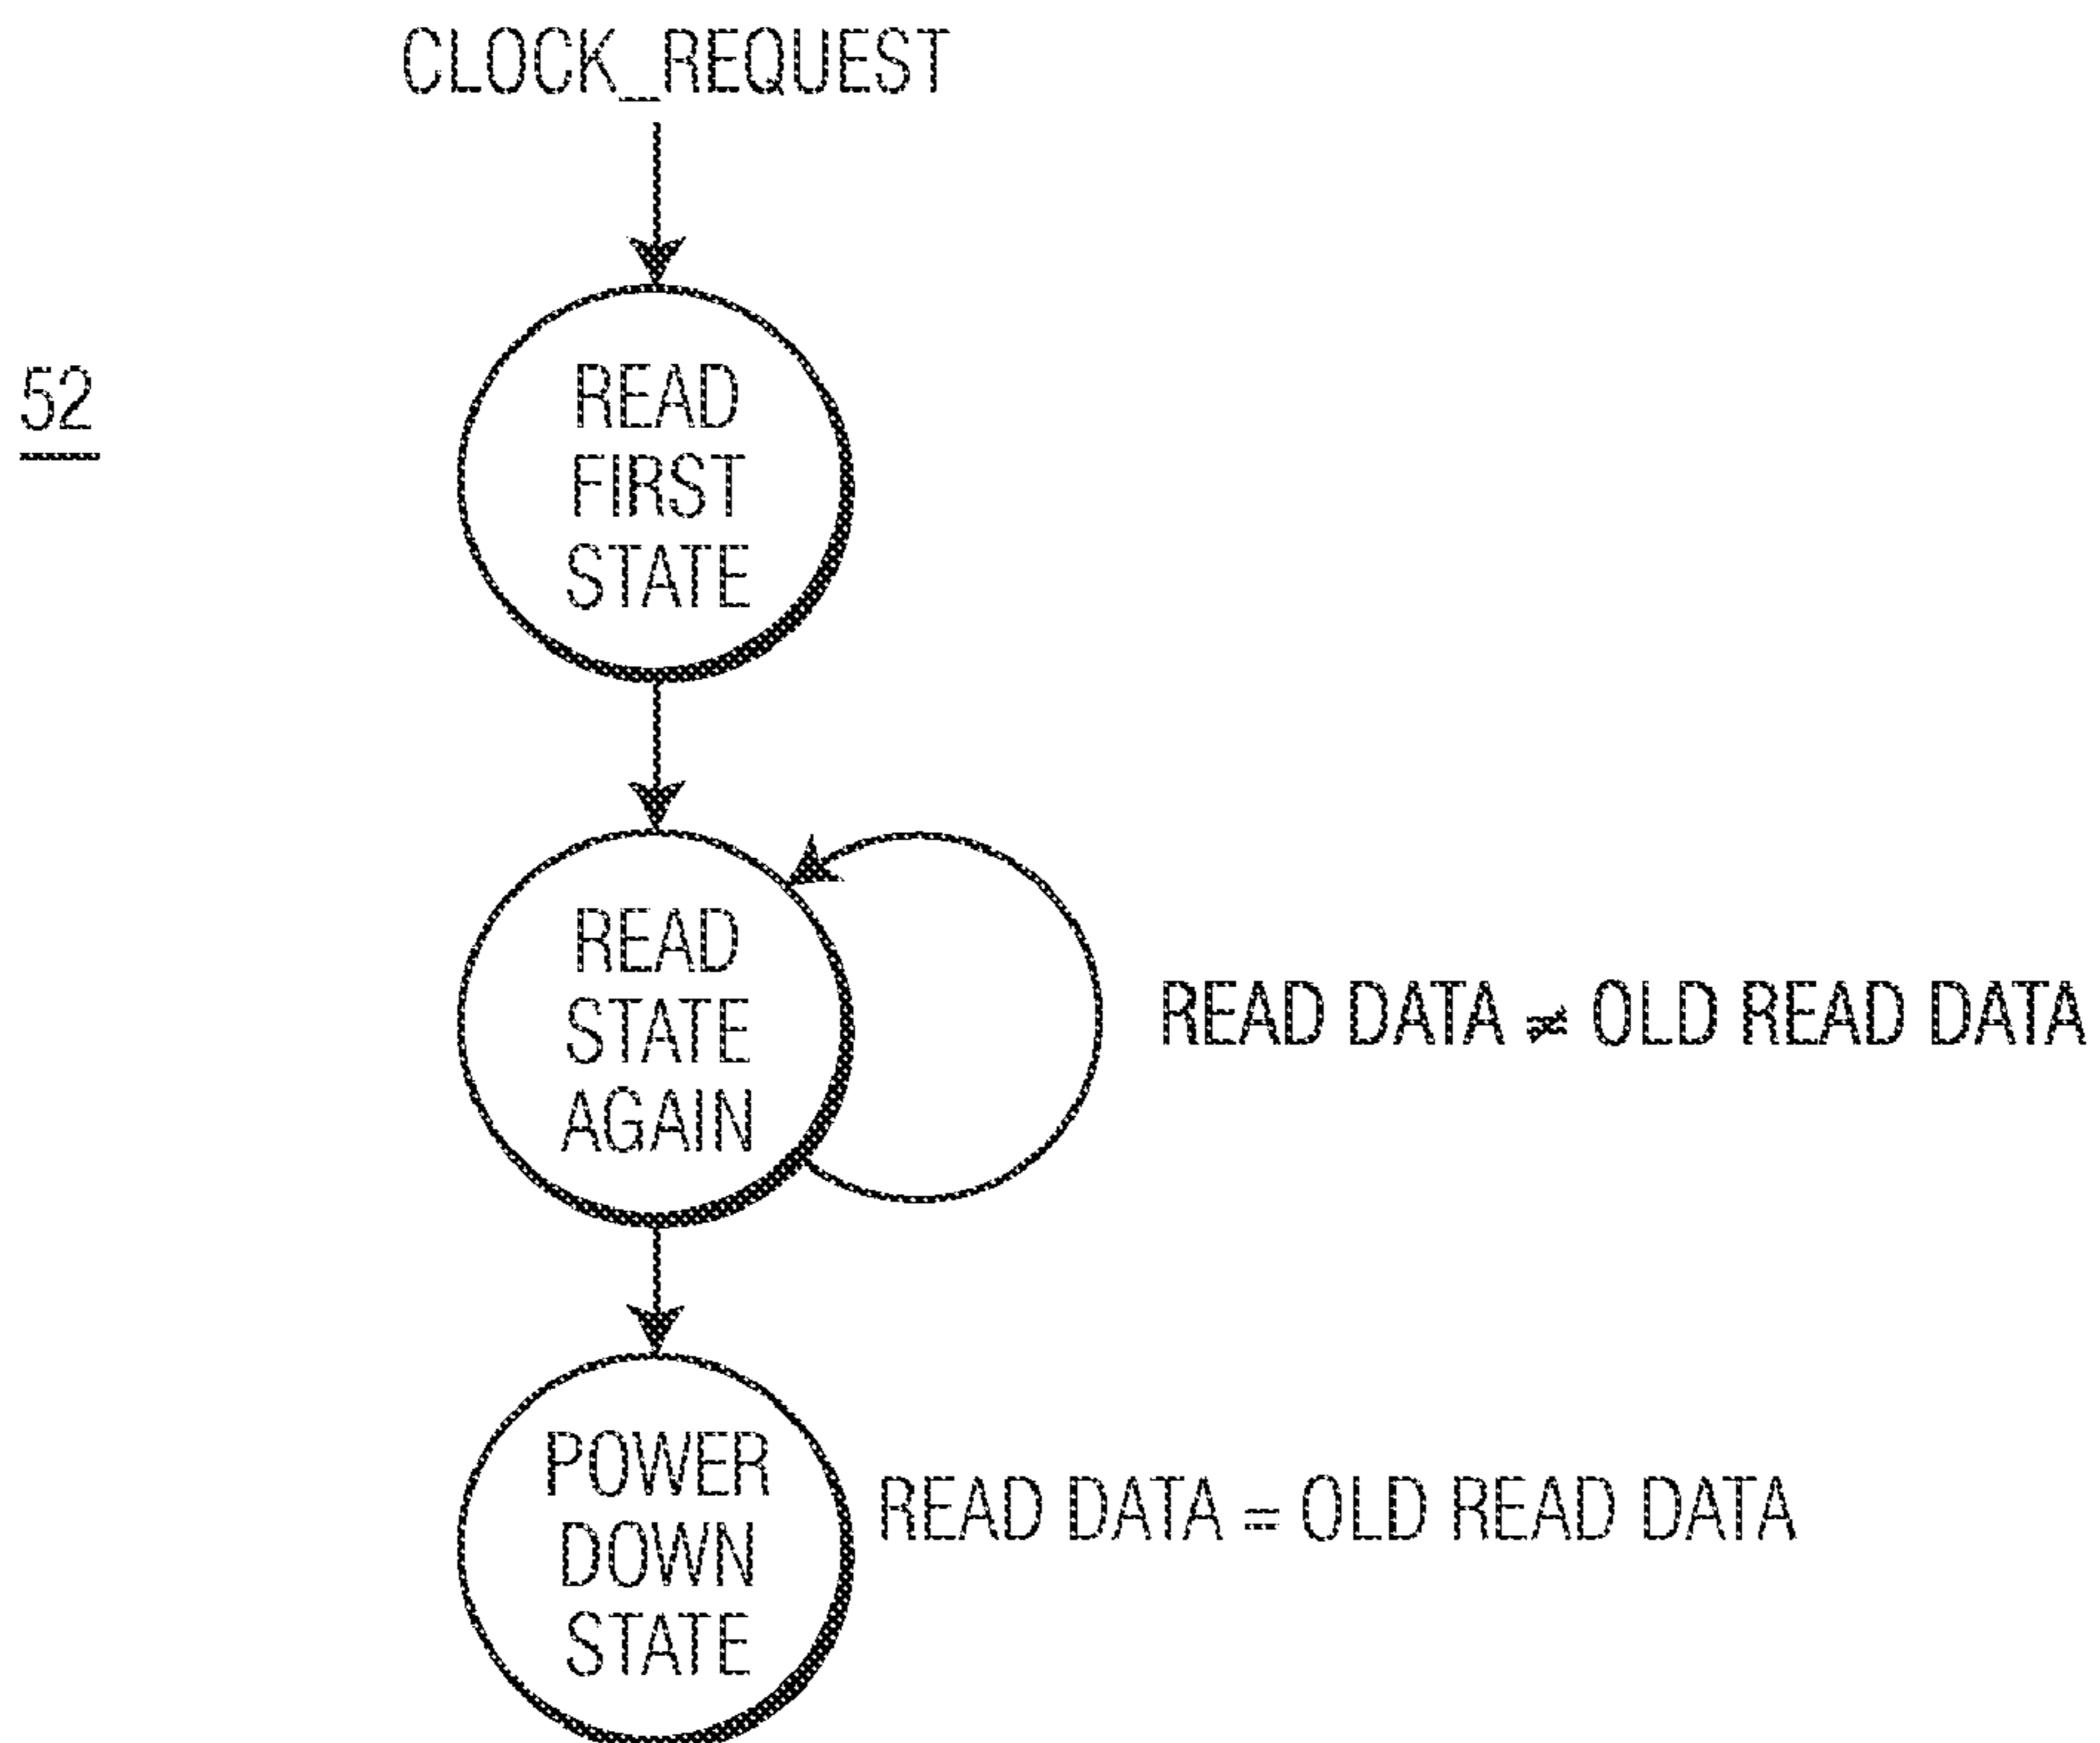 CLOCK_REQUEST
52
READ
FIRST
STATE
READ
STATE
AGAIN
READ DATA ≠ OLD READ DATA
POWER
DOWN
STATE
READ DATA = OLD READ DATA